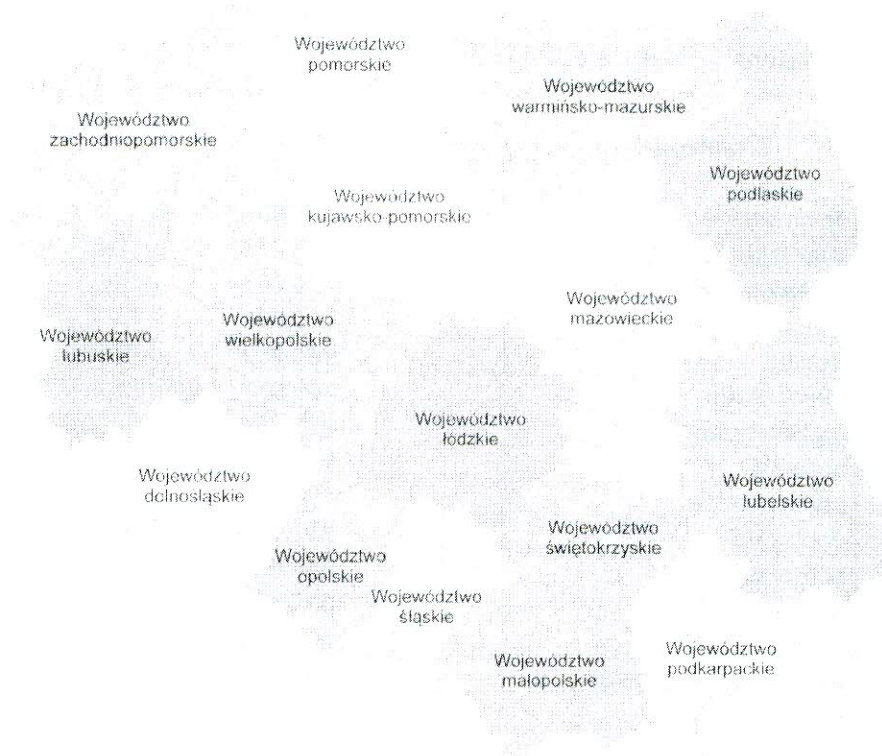 Województwo
pomorskie
Województwo
warmińsko-mazurskie
Województwo
zachodniopomorskie
Województwo
podlaskie
Województwo
kujawsko-pomorskie
Województwo
mazowieckie
Województwo
wielkopolskie
Województwo
lubuskie
Województwo
łódzkie
Województwo
dolnośląskie
Województwo
lubelskie
Województwo
świętokrzyskie
Województwo
opolskie
Województwo
śląskie
Województwo
podkarpackie
Województwo
małopolskie